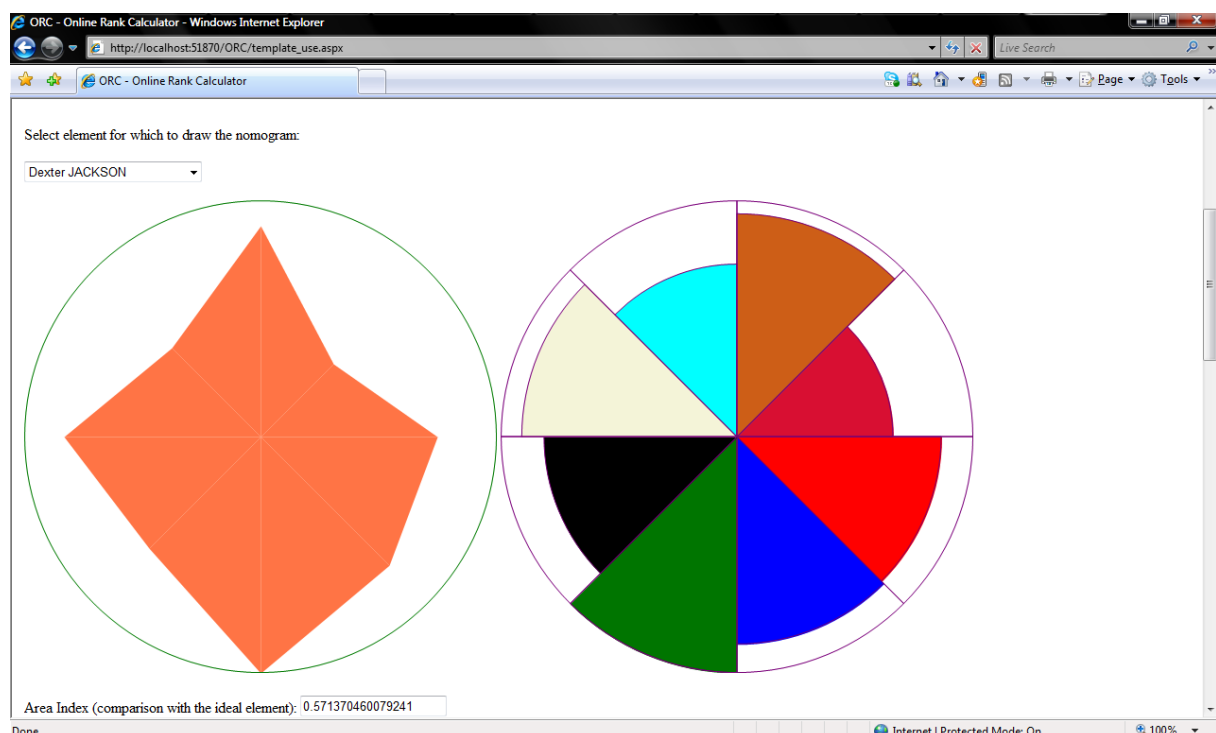 ORC - Online Rank Calculator - Windows Internet Explorer
http://localhost:51870/ORC/template_use.aspx
Live Search
ORC - Online Rank Calculator
Page
Tools
Select element for which to draw the nomogram:
Dexter JACKSON
Area Index (comparison with the ideal element): 0.571370460079241
Done
Internet | Protected Mode: On
100%